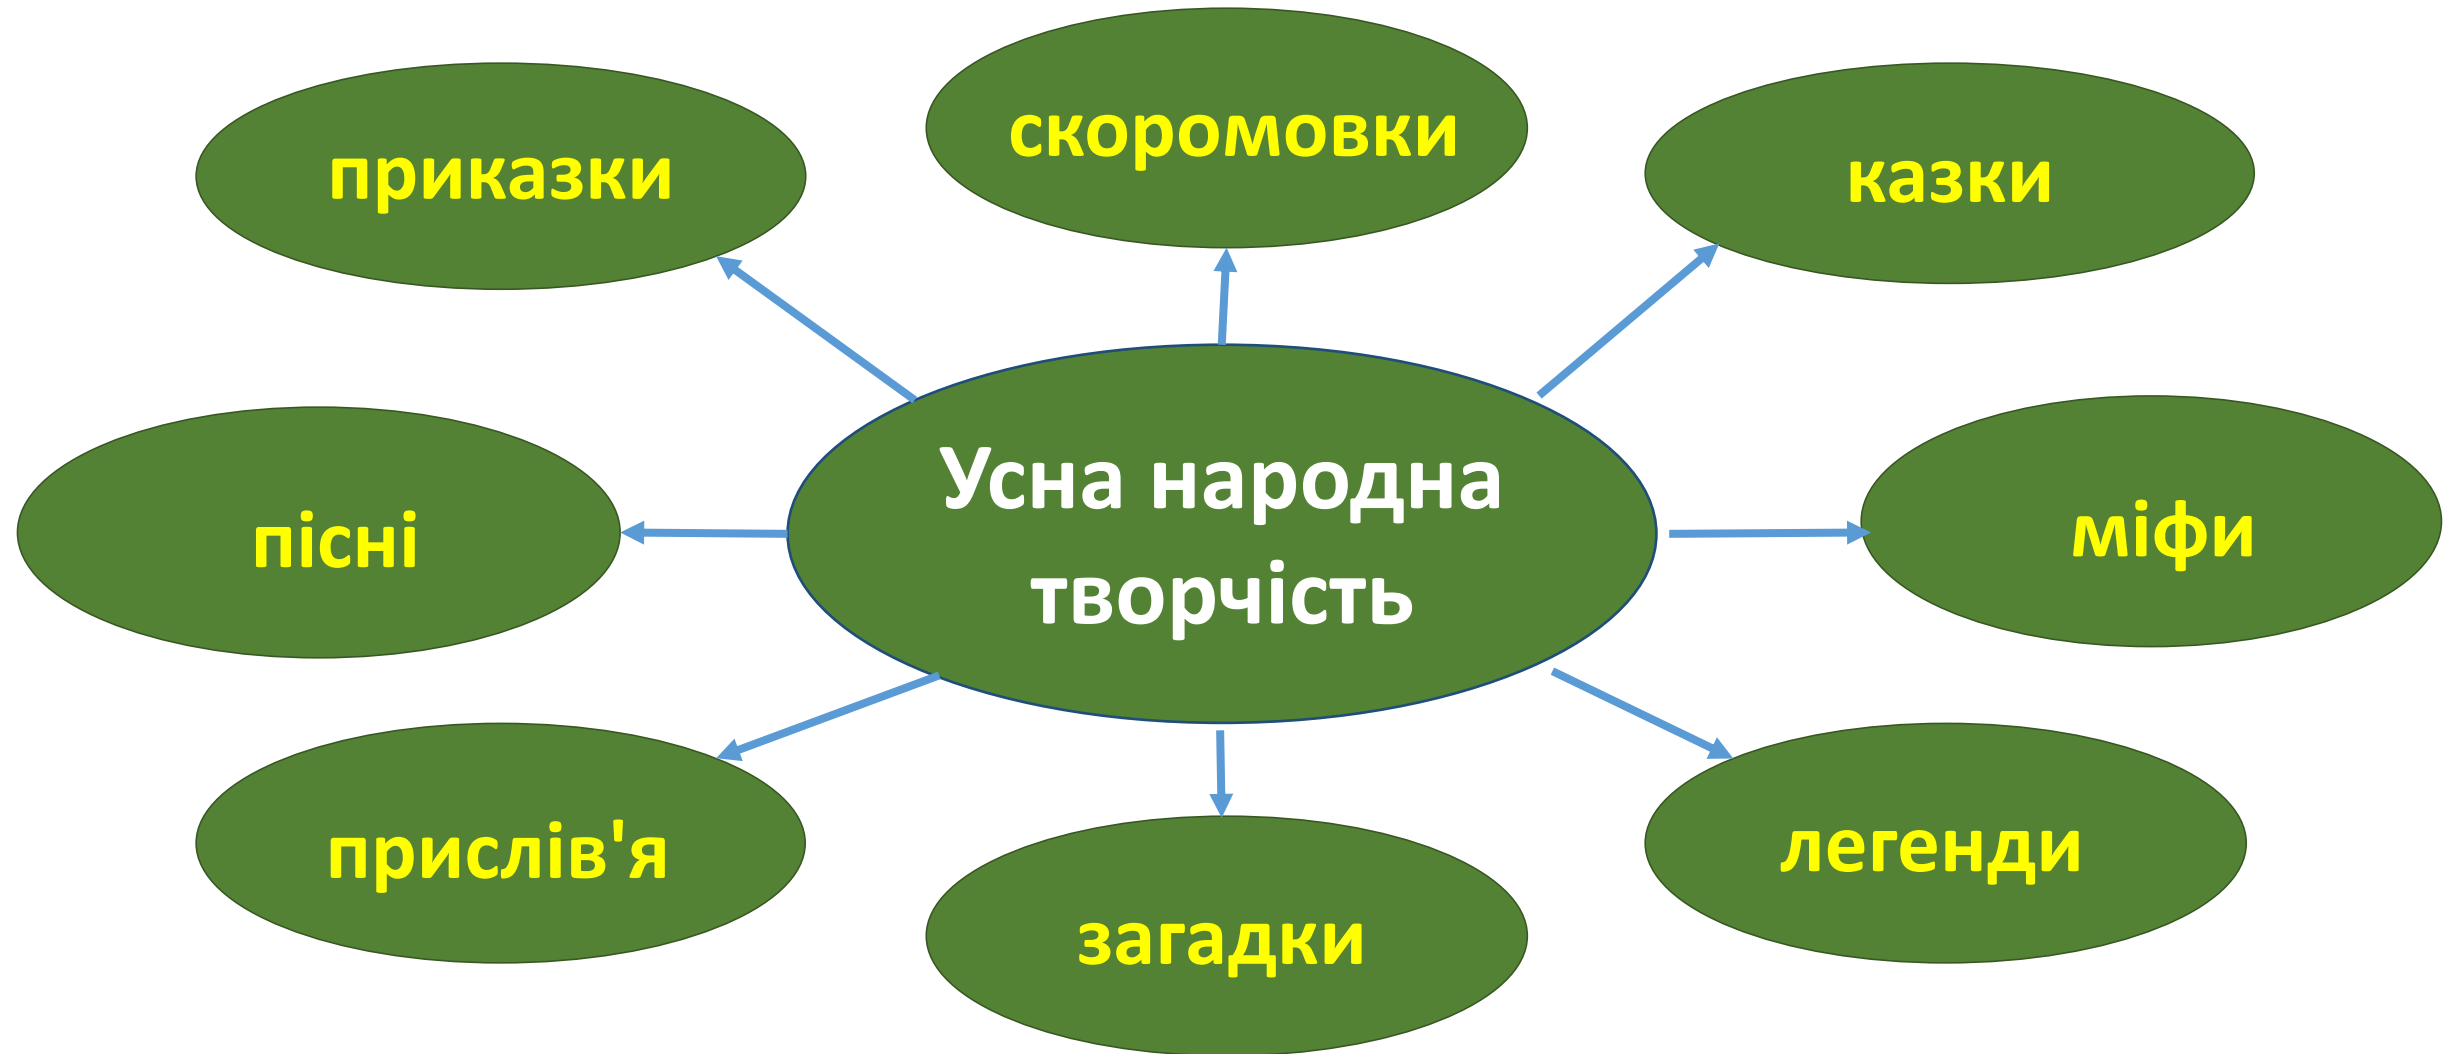 скоромовки
приказки
казки
Усна народна
творчість
пісні
міфи
прислів'я
легенди
загадки